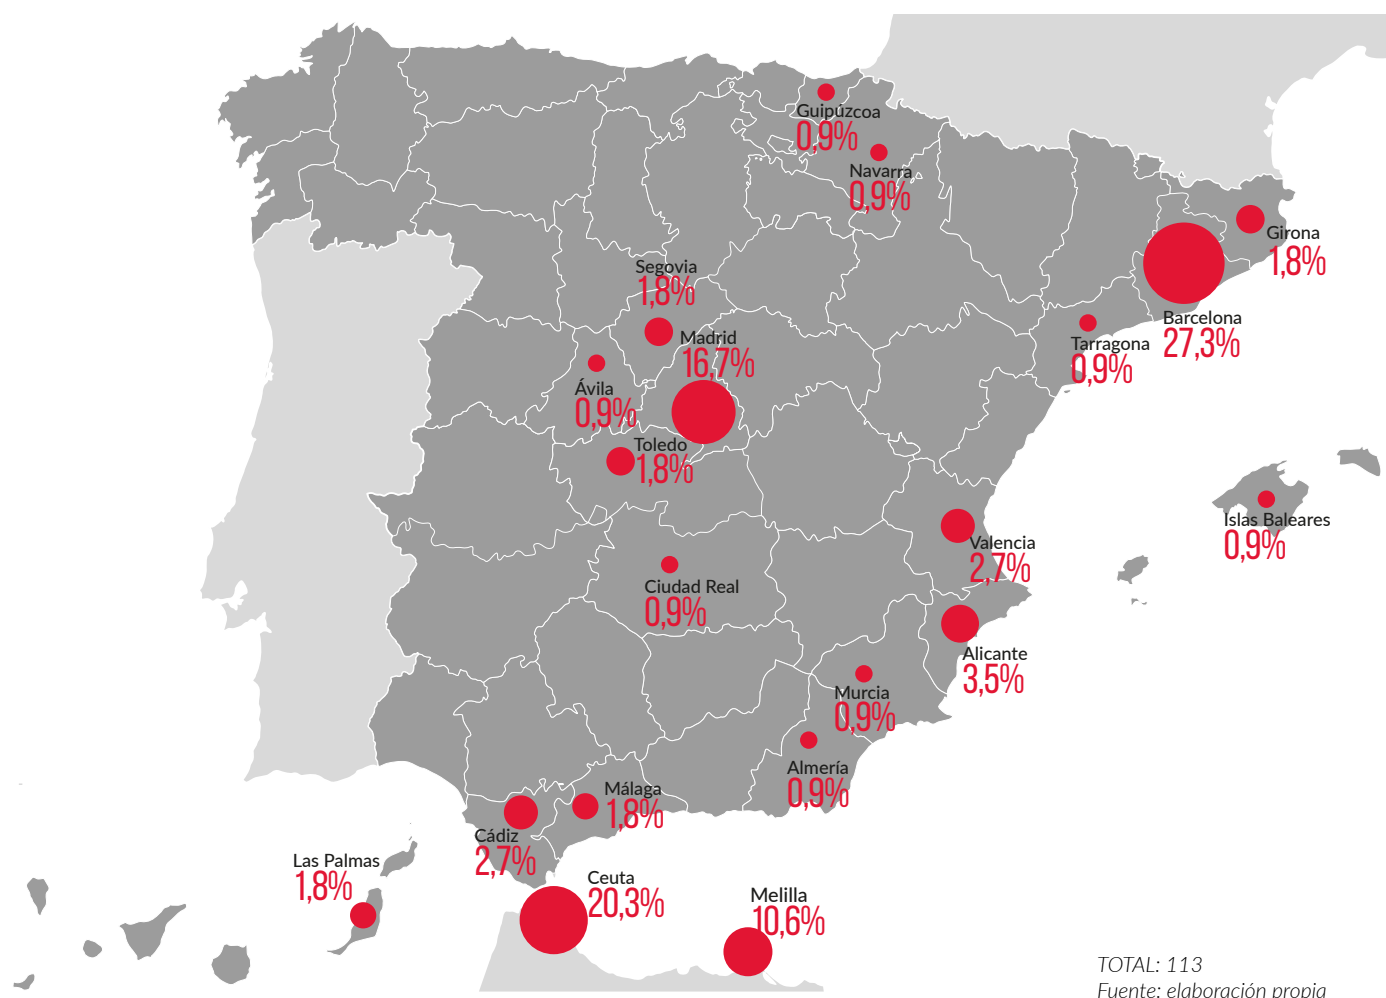 Guipúzcoa
0,9%
Navarra
0,9%
Girona
1,8%
Segovia
1,8%
Barcelona
27,3%
Madrid
16,7%
Tarragona
0,9%
Ávila
0,9%
Toledo
1,8%
Islas Baleares
0,9%
Valencia
2,7%
Ciudad Real
0,9%
Alicante
3,5%
Murcia
0,9%
Almería
0,9%
Málaga
1,8%
Cádiz
2,7%
Las Palmas
1,8%
Ceuta
20,3%
Melilla
10,6%
TOTAL: 113
Fuente: elaboración propia